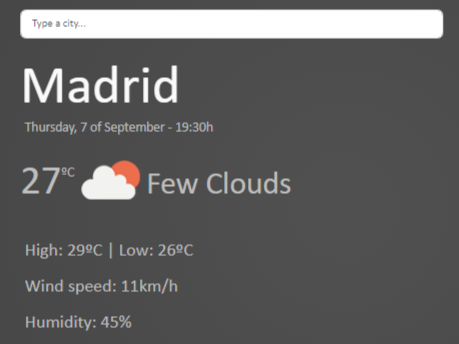 Type a city...
Madrid
Thursday, 7 of September - 19:30h
27ºC Few Clouds
High: 29ºC | Low: 26ºC
Wind speed: 11km/h
Humidity: 45%